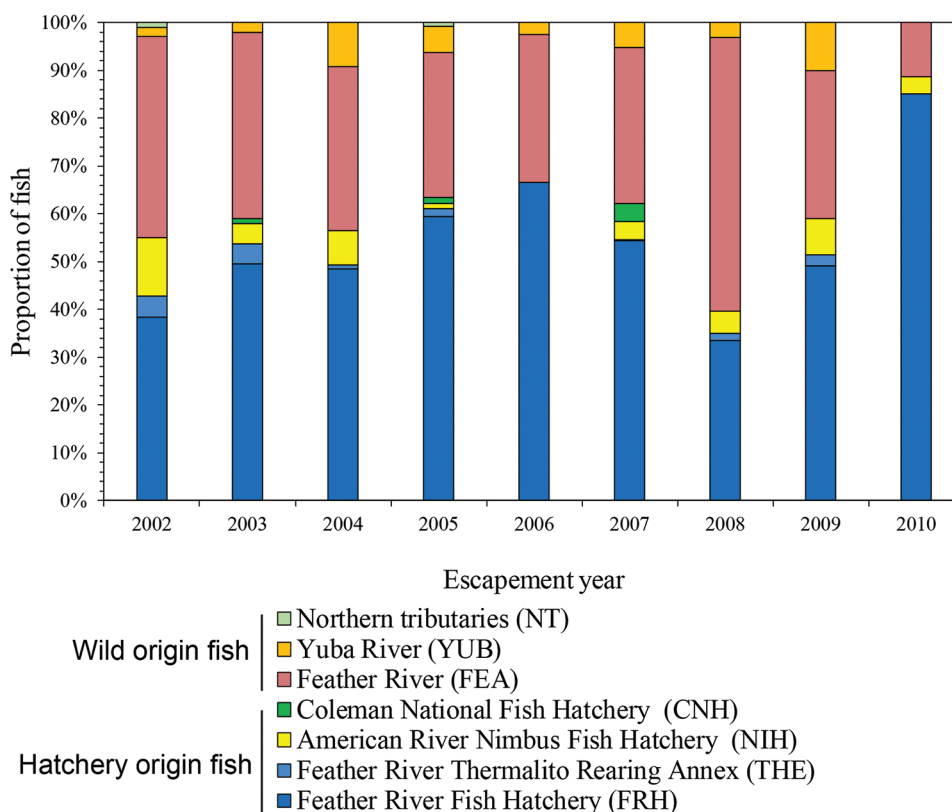 100%
90%
80%
70%
60%
50%
40%
30%
20%
10%
0%
Proportion of fish
2002 2003 2004 2005 2006 2007 2008 2009 2010
Escapement year
Wild origin fish
Northern tributaries (NT)
Yuba River (YUB)
Feather River (FEA)
Hatchery origin fish
Coleman National Fish Hatchery (CNH)
American River Nimbus Fish Hatchery (NIH)
Feather River Thermalito Rearing Annex (THE)
Feather River Fish Hatchery (FRH)